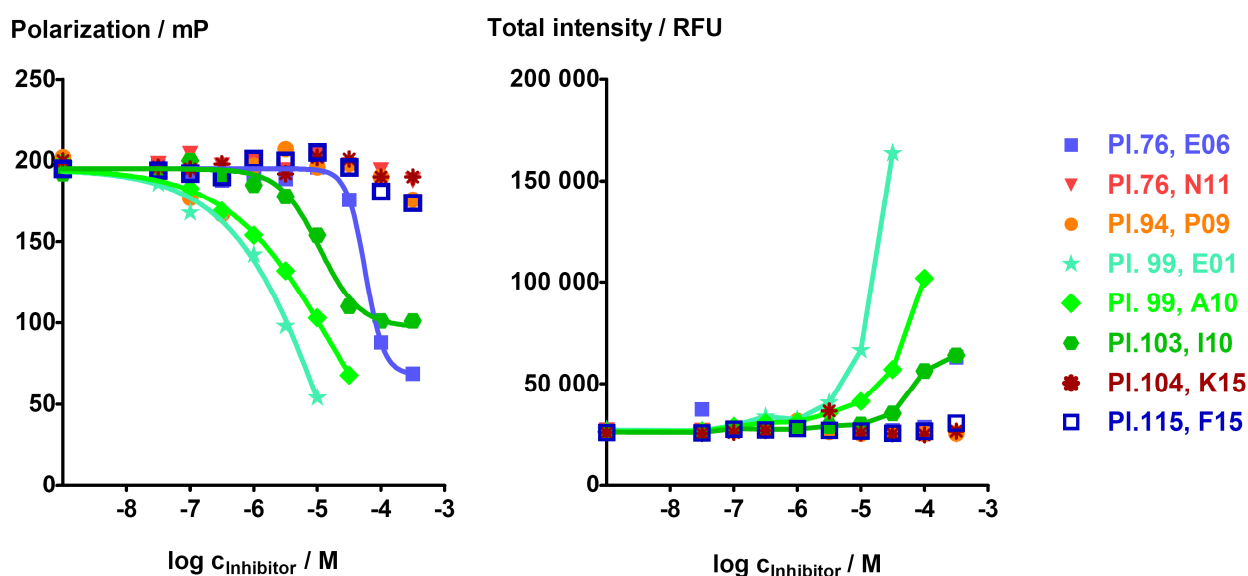 Polarization / mP
250
200
150
100
50
0
-8 -7 -6 -5 -4 -3
log cInhibitor / M
Total intensity / RFU
200 000
150 000
100 000
50 000
0
-8 -7 -6 -5 -4 -3
log cInhibitor / M
Pl.76, E06
Pl.76, N11
Pl.94, P09
Pl. 99, E01
Pl. 99, A10
Pl.103, I10
Pl.104, K15
Pl.115, F15